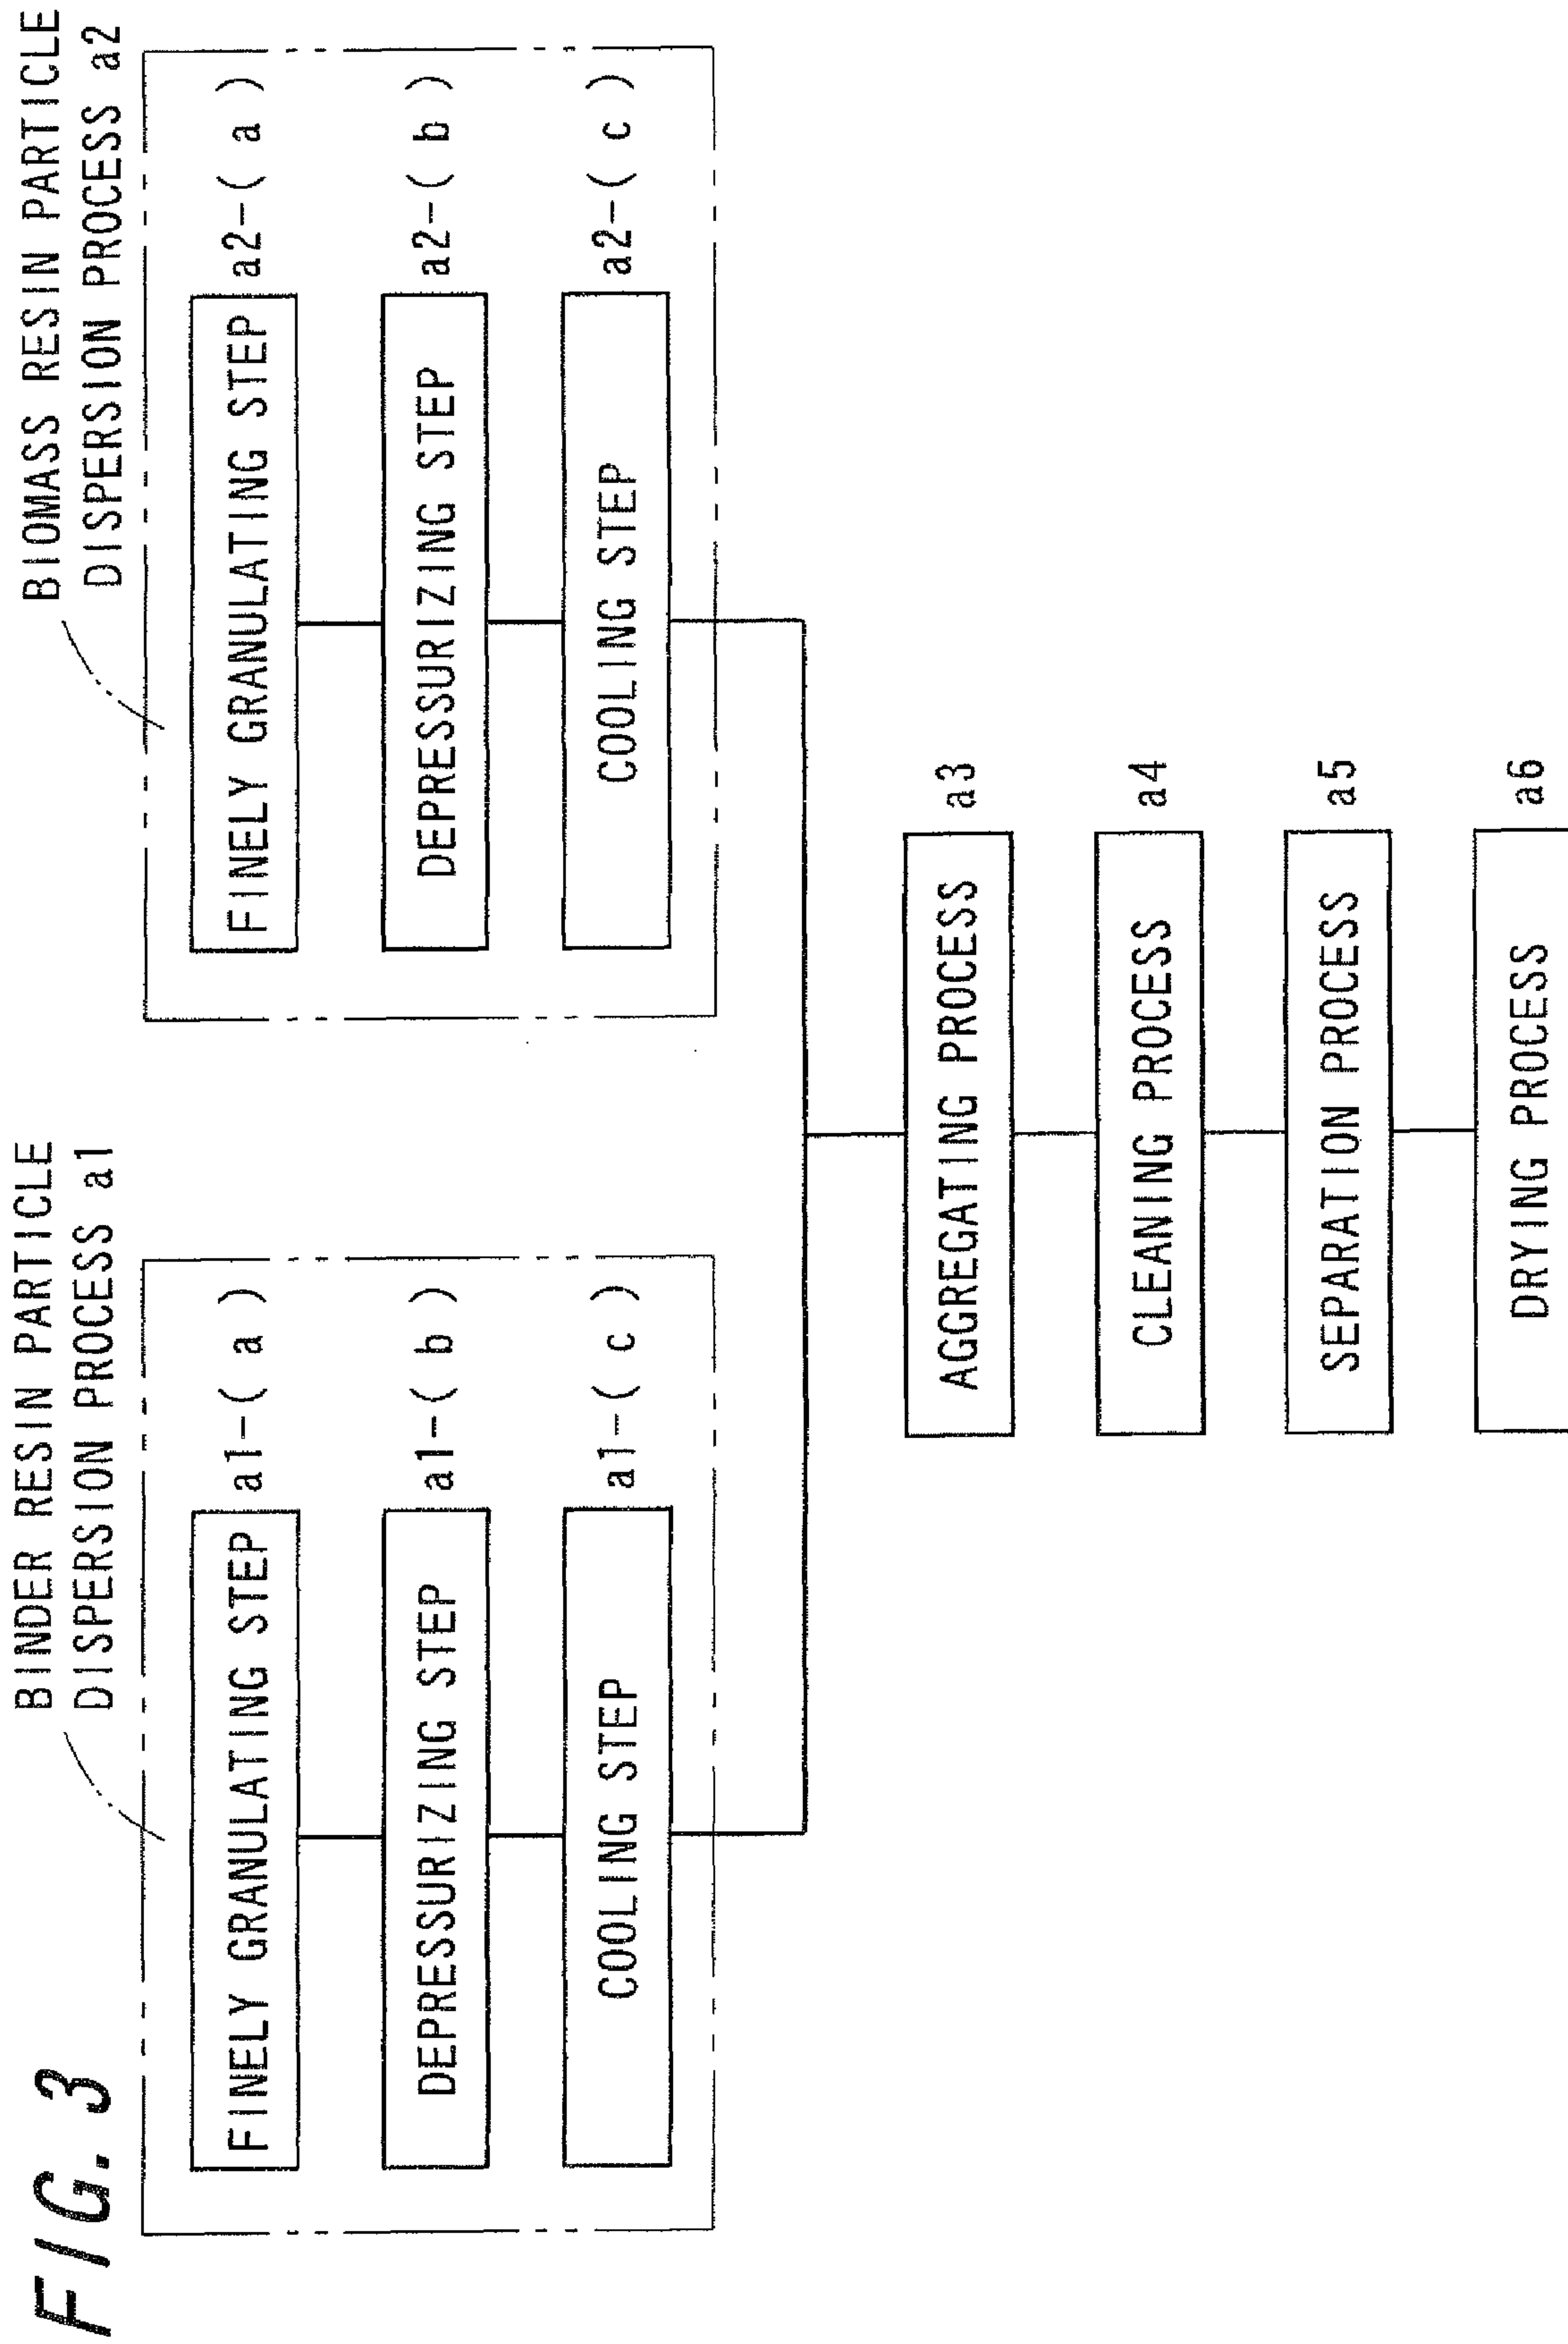 FIG. 3
BINDER RESIN PARTICLE
DISPERSION PROCESS a1
FINELY GRANULATING STEP
a1-( a )
DEPRESSURIZING STEP
a1-( b )
COOLING STEP
a1-( c )
BIOMASS RESIN PARTICLE
DISPERSION PROCESS a2
FINELY GRANULATING STEP
a2-( a )
DEPRESSURIZING STEP
a2-( b )
COOLING STEP
a2-( c )
AGGREGATING PROCESS
a3
CLEANING PROCESS
a4
SEPARATION PROCESS
a5
DRYING PROCESS
a6